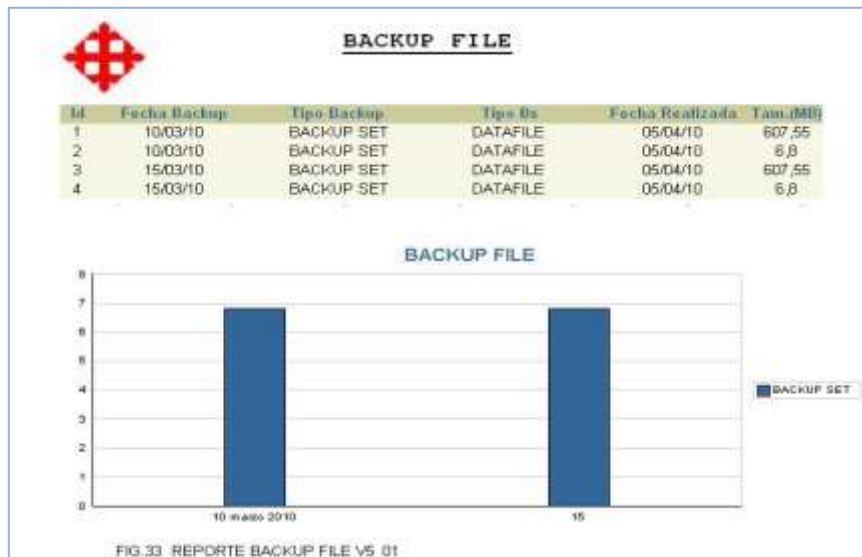 BACKUP FILE
Id Fecha Backup Tipo Backup Tipo Bs Fecha Realizada Tam.(MB)
1 10/03/10 BACKUP SET DATAFILE 05/04/10 607,55
2 10/03/10 BACKUP SET DATAFILE 05/04/10 6,8
3 15/03/10 BACKUP SET DATAFILE 05/04/10 607,55
4 15/03/10 BACKUP SET DATAFILE 05/04/10 6,8
BACKUP FILE
8
7
6
5
4
3
2
1
0
BACKUP SET
10 marzo 2010 15
FIG.33 REPORTE BACKUP FILE VS 01